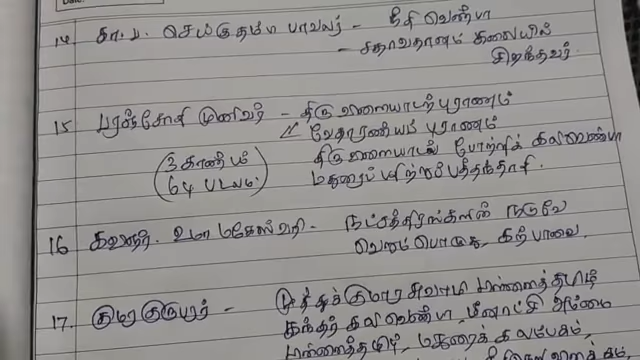 14 கா.ப. செய்குதம்பி பாவலர் - நீதி வெண்பா
- சதாவதானம் கலையில்
சிறந்தவர்
15 பரஞ்சோதி முனிவர் - திருவிளையாடற்புராணம்
வேதாரணியப் புராணம்
(3 காண்டம் திருவிளையாடல் போற்றிக் கலிவெண்பா
64 படலம்) மதுரைப் பதிற்றுப்பத்தந்தாதி.
16 கவிஞர். உமா மகேஸ்வரி - நட்சத்திரங்களின் நடுவே
வெறும் பொழுது, கற்பாவை.
17. குமரகுருபரர் - முத்துக்குமாரசுவாமி பிள்ளைத்தமிழ்
கந்தர் கலிவெண்பா, மீனாட்சி அம்மை
பிள்ளைத்தமிழ், மதுரைக் கலம்பகம்,